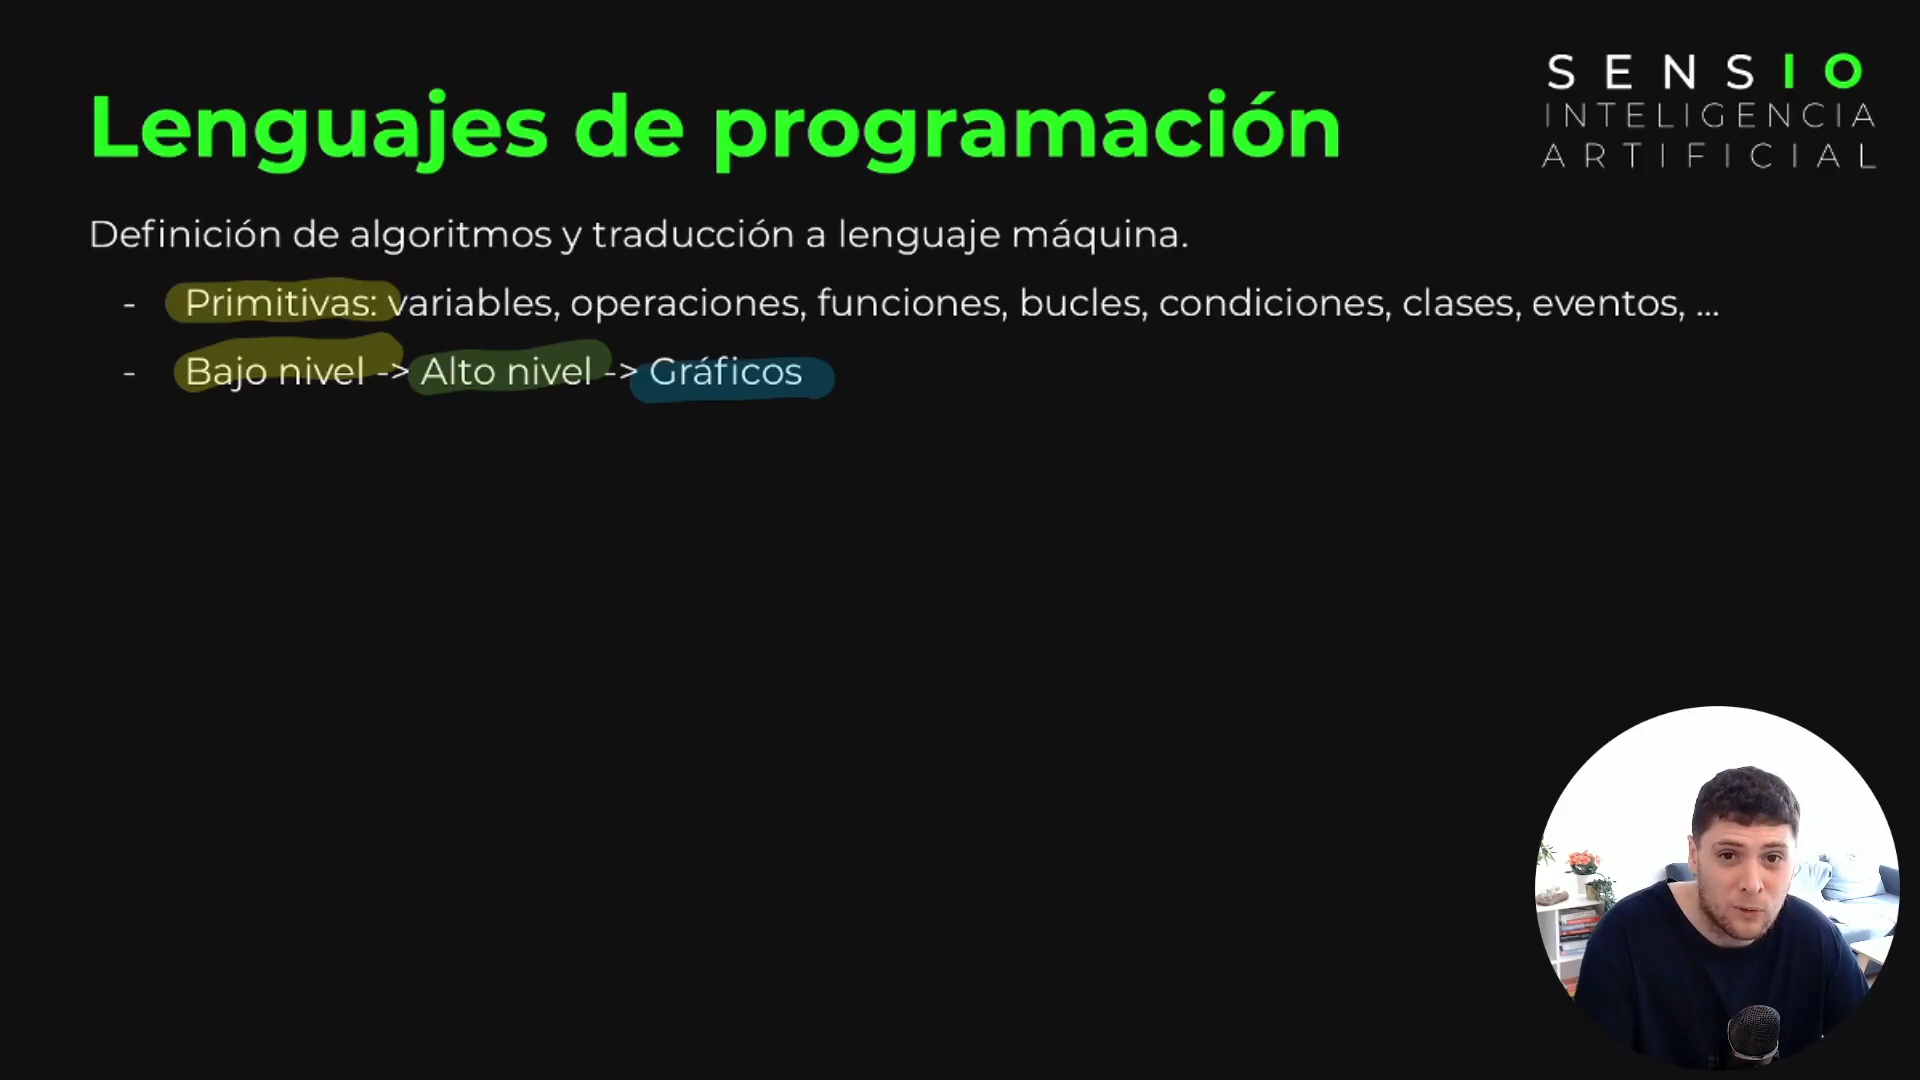 SENSIO
INTELIGENCIA
ARTIFICIAL
Lenguajes de programación
Definición de algoritmos y traducción a lenguaje máquina.
- Primitivas: variables, operaciones, funciones, bucles, condiciones, clases, eventos, ...
- Bajo nivel -> Alto nivel -> Gráficos